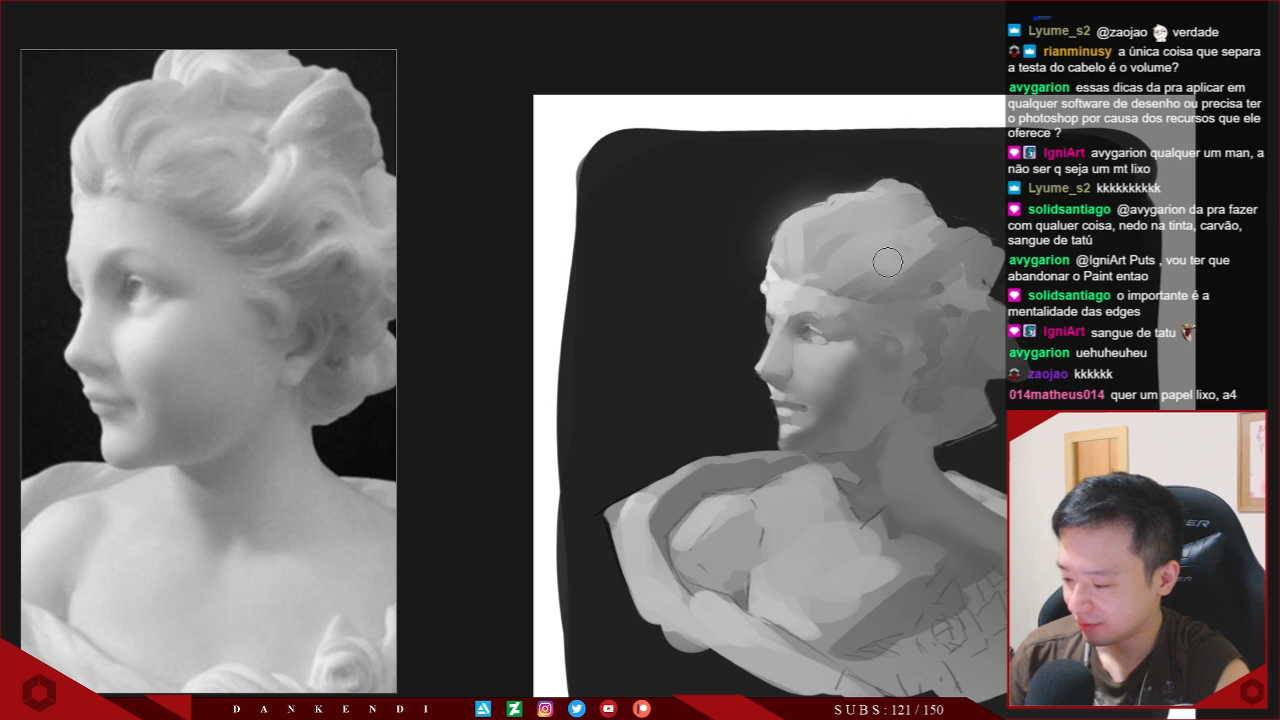 Lyume_s2 @zaojao verdade
rianminusy a única coisa que separa
a testa do cabelo é o volume?
avygarion essas dicas da pra aplicar em
qualquer software de desenho ou precisa ter
o photoshop por causa dos recursos que ele
oferece ?
IgniArt avygarion qualquer um man, a
não ser q seja um mt lixo
Lyume_s2 kkkkkkkkkk
solidsantiago @avygarion da pra fazer
com qualuer coisa, nedo na tinta, carvão,
sangue de tatú
avygarion @IgniArt Puts , vou ter que
abandonar o Paint entao
solidsantiago o importante é a
mentalidade das edges
IgniArt sangue de tatu
avygarion uehuheuheu
zaojao kkkkkk
014matheus014 quer um papel lixo, a4
DANKENDI
SUBS: 121 / 150